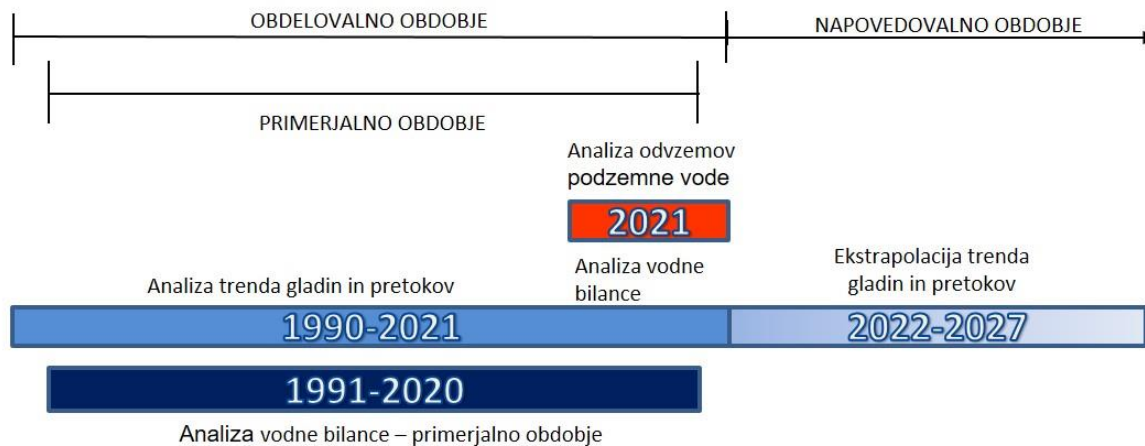 OBDELOVALNO OBDOBJE
NAPOVEDOVALNO OBDOBJE
PRIMERJALNO OBDOBJE
Analiza odvzemov
podzemne vode
2021
Analiza trenda gladin in pretokov
Analiza vodne
bilance
Ekstrapolacija trenda
gladin in pretokov
1990-2021
2022-2027
1991-2020
Analiza vodne bilance – primerjalno obdobje